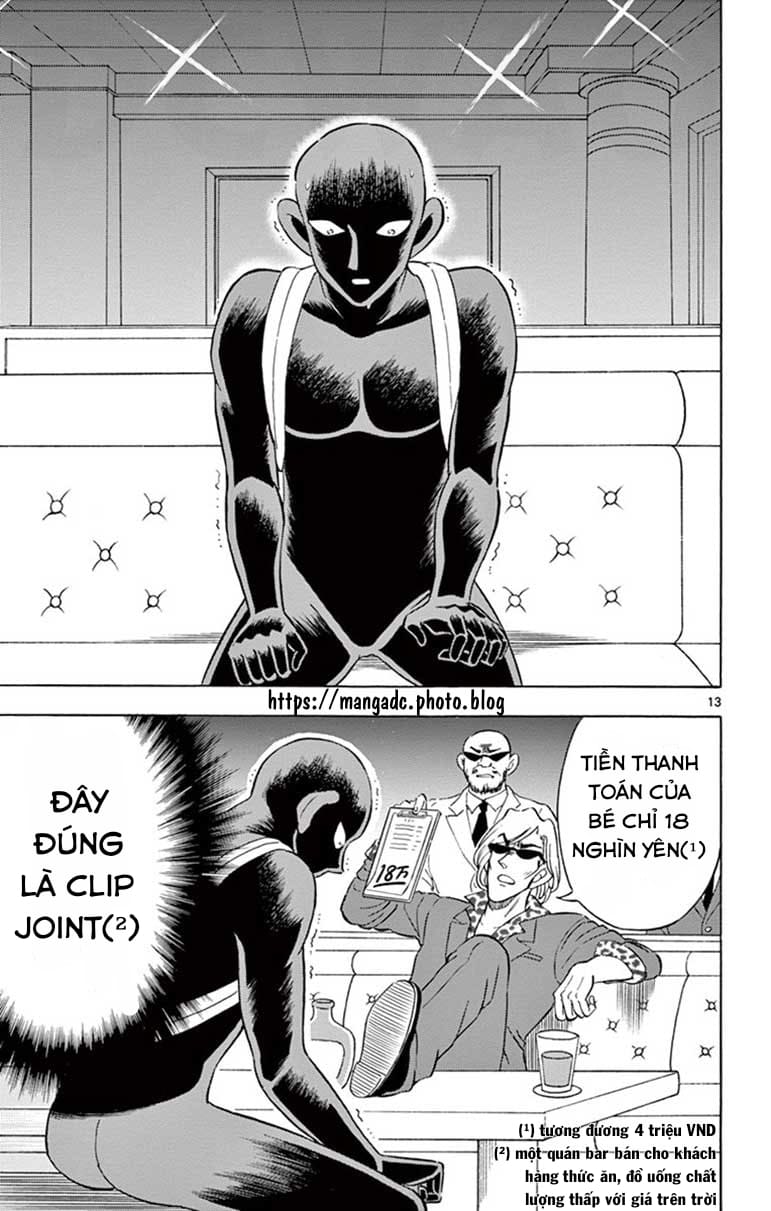 https://mangadc.photo.blog
13
TIỀN THANH
TOÁN CỦA
BÉ CHỈ 18
NGHÌN YÊN(¹)
18万
ĐÂY
ĐÚNG
LÀ CLIP
JOINT(²)
(¹) tương đương 4 triệu VND
(²) một quán bar bán cho khách
hàng thức ăn, đồ uống chất
lượng thấp với giá trên trời